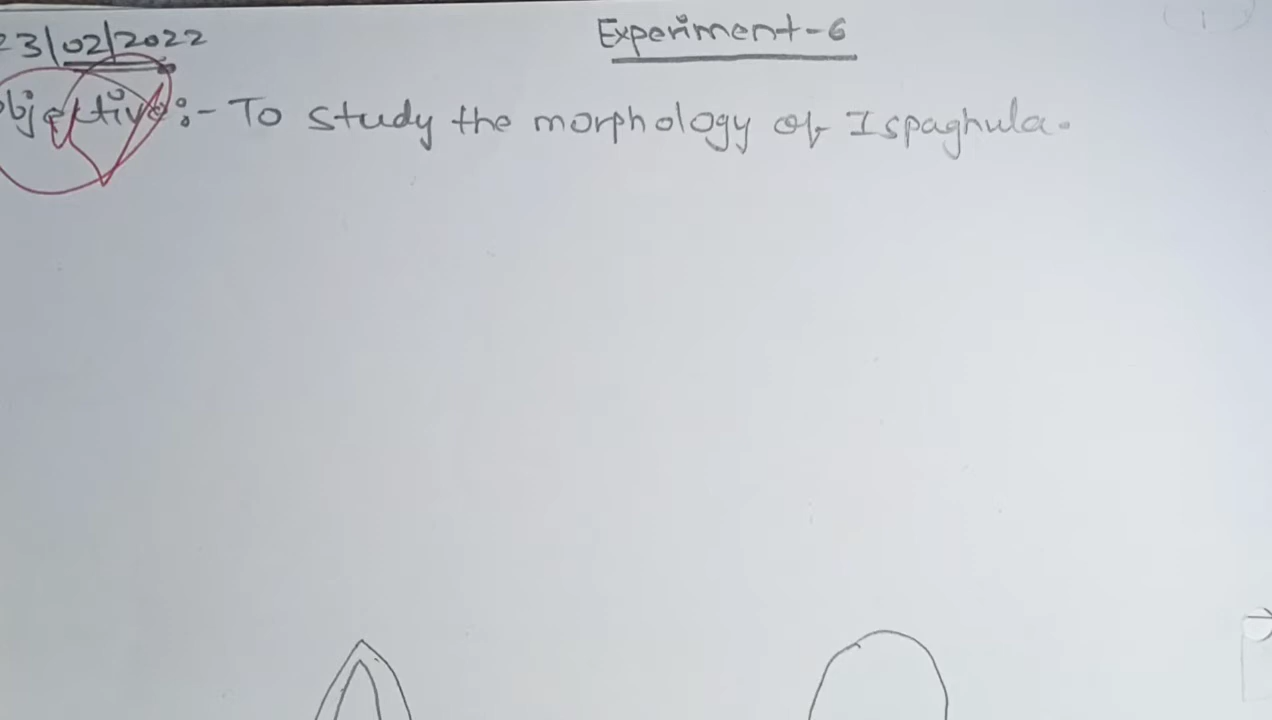 23/02/2022
Experiment-6
Objective:- To study the morphology of Ispaghula.